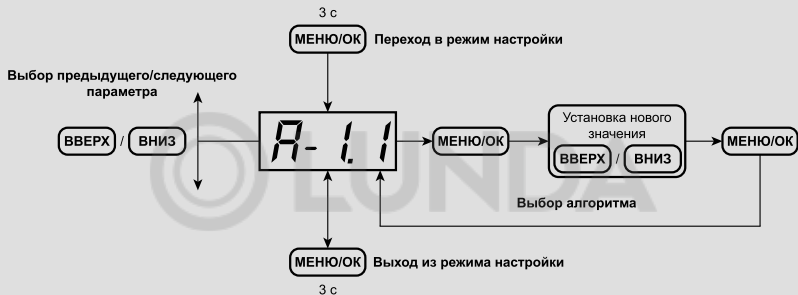 3 с
МЕНЮ/ОК Переход в режим настройки
Выбор предыдущего/следующего
параметра
ВВЕРХ / ВНИЗ
A-1.1
МЕНЮ/ОК
Установка нового
значения
ВВЕРХ / ВНИЗ
МЕНЮ/ОК
LUNDA
Выбор алгоритма
МЕНЮ/ОК Выход из режима настройки
3 с